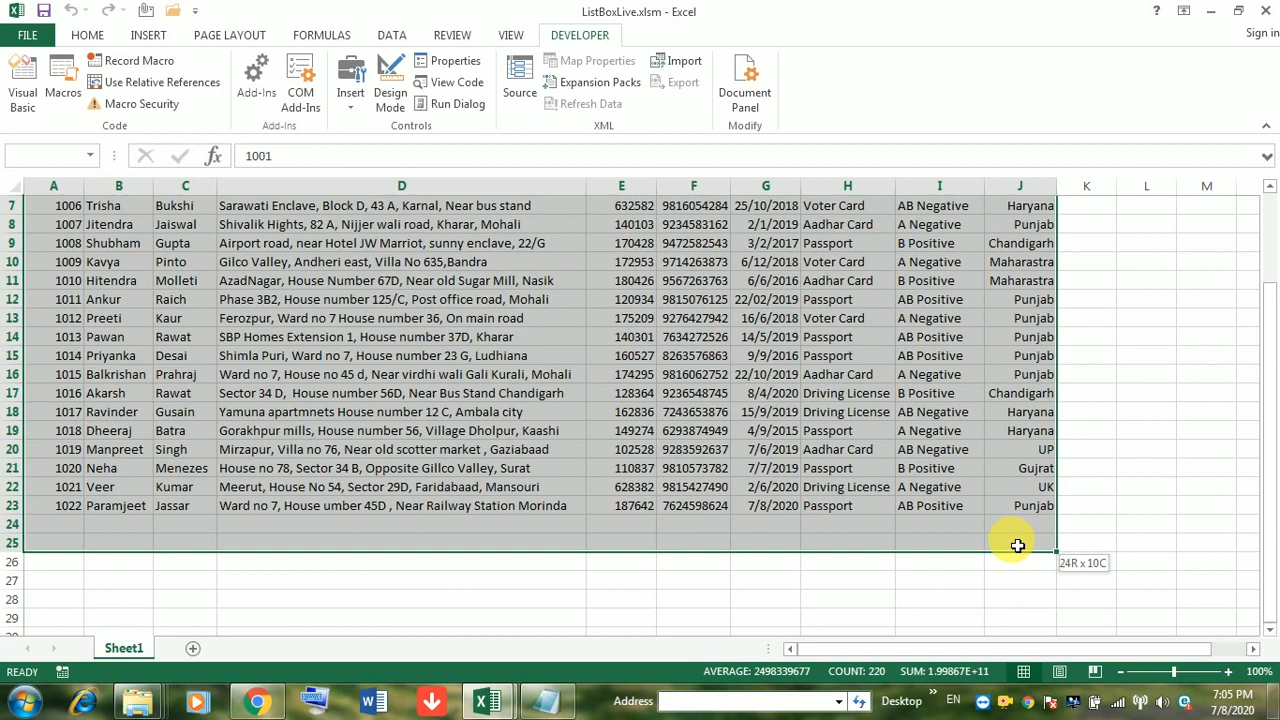 ListBoxLive.xlsm - Excel
FILE HOME INSERT PAGE LAYOUT FORMULAS DATA REVIEW VIEW DEVELOPER Sign in
Visual Basic
Macros
Record Macro
Use Relative References
Macro Security
Code
Add-Ins
COM Add-Ins
Add-Ins
Insert
Design Mode
Properties
View Code
Run Dialog
Controls
Source
Map Properties
Expansion Packs
Refresh Data
Import
Export
XML
Document Panel
Modify
fx 1001
A B C D E F G H I J K L M
7 1006 Trisha Bukshi Sarawati Enclave, Block D, 43 A, Karnal, Near bus stand 632582 9816054284 25/10/2018 Voter Card AB Negative Haryana
8 1007 Jitendra Jaiswal Shivalik Hights, 82 A, Nijjer wali road, Kharar, Mohali 140103 9234583162 2/1/2019 Aadhar Card A Negative Punjab
9 1008 Shubham Gupta Airport road, near Hotel JW Marriot, sunny enclave, 22/G 170428 9472582543 3/2/2017 Passport B Positive Chandigarh
10 1009 Kavya Pinto Gilco Valley, Andheri east, Villa No 635,Bandra 172953 9714263873 6/12/2018 Voter Card A Negative Maharastra
11 1010 Hitendra Molleti AzadNagar, House Number 67D, Near old Sugar Mill, Nasik 180426 9567263763 6/6/2016 Aadhar Card B Positive Maharastra
12 1011 Ankur Raich Phase 3B2, House number 125/C, Post office road, Mohali 120934 9815076125 22/02/2019 Passport AB Positive Punjab
13 1012 Preeti Kaur Ferozpur, Ward no 7 House number 36, On main road 175209 9276427942 16/6/2018 Voter Card A Negative Punjab
14 1013 Pawan Rawat SBP Homes Extension 1, House number 37D, Kharar 140301 7634272526 14/5/2019 Passport AB Positive Punjab
15 1014 Priyanka Desai Shimla Puri, Ward no 7, House number 23 G, Ludhiana 160527 8263576863 9/9/2016 Passport AB Positive Punjab
16 1015 Balkrishan Prahraj Ward no 7, House no 45 d, Near virdhi wali Gali Kurali, Mohali 174295 9816062752 22/10/2019 Aadhar Card A Negative Punjab
17 1016 Akarsh Rawat Sector 34 D, House number 56D, Near Bus Stand Chandigarh 128364 9236548745 8/4/2020 Driving License B Positive Chandigarh
18 1017 Ravinder Gusain Yamuna apartmnets House number 12 C, Ambala city 162836 7243653876 15/9/2019 Driving License AB Negative Haryana
19 1018 Dheeraj Batra Gorakhpur mills, House number 56, Village Dholpur, Kaashi 149274 6293874949 4/9/2015 Passport A Negative Haryana
20 1019 Manpreet Singh Mirzapur, Villa no 76, Near old scotter market , Gaziabaad 102528 9283592637 7/6/2019 Aadhar Card AB Negative UP
21 1020 Neha Menezes House no 78, Sector 34 B, Opposite Gillco Valley, Surat 110837 9810573782 7/7/2019 Passport B Positive Gujrat
22 1021 Veer Kumar Meerut, House No 54, Sector 29D, Faridabaad, Mansouri 628382 9815427490 2/6/2020 Driving License A Negative UK
23 1022 Paramjeet Jassar Ward no 7, House umber 45D , Near Railway Station Morinda 187642 7624598624 7/8/2020 Passport AB Positive Punjab
24
25
24R x 10C
26
27
28
29
Sheet1
READY AVERAGE: 2498339677 COUNT: 220 SUM: 1.99867E+11 100%
Address Desktop EN 7:05 PM
7/8/2020